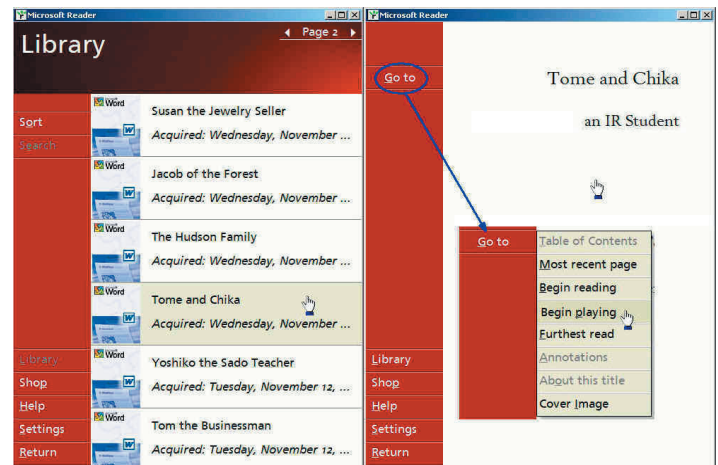 Microsoft Reader
Library
Page 2
Sort
Search
Word
Susan the Jewelry Seller
Acquired: Wednesday, November ...
Word
Jacob of the Forest
Acquired: Wednesday, November ...
Word
The Hudson Family
Acquired: Wednesday, November ...
Word
Tome and Chika
Acquired: Wednesday, November ...
Word
Yoshiko the Sado Teacher
Acquired: Tuesday, November 12, ...
Word
Tom the Businessman
Acquired: Tuesday, November 12, ...
Library
Shop
Help
Settings
Return
Microsoft Reader
Go to
Tome and Chika
an IR Student
Go to
Table of Contents
Most recent page
Begin reading
Begin playing
Furthest read
Annotations
About this title
Cover Image
Library
Shop
Help
Settings
Return